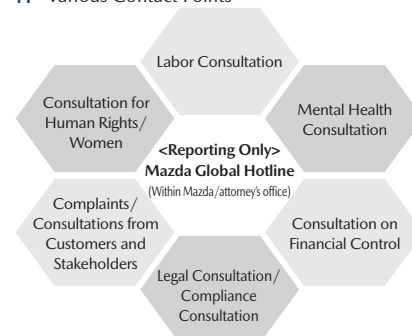 Various Contact Points
Labor Consultation
Consultation for
Human Rights/
Women
Mental Health
Consultation
<Reporting Only>
Mazda Global Hotline
(Within Mazda/attorney's office)
Complaints/
Consultations from
Customers and
Stakeholders
Consultation on
Financial Control
Legal Consultation/
Compliance
Consultation